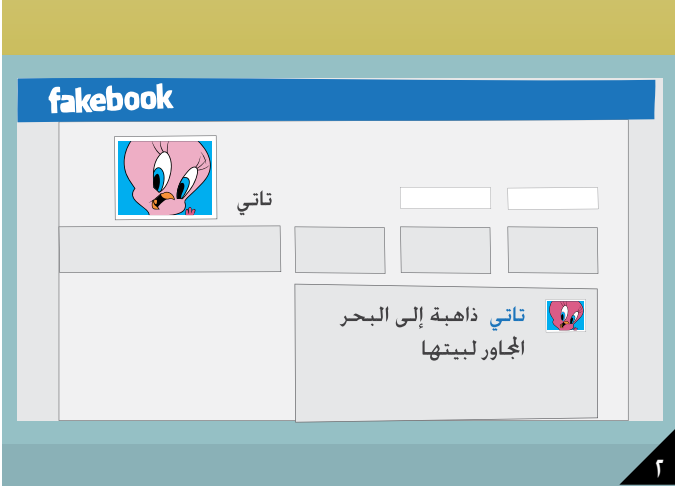 fakebook
تاتي
تاتي ذاهبة إلى البحر
المجاور لبيتها
٢